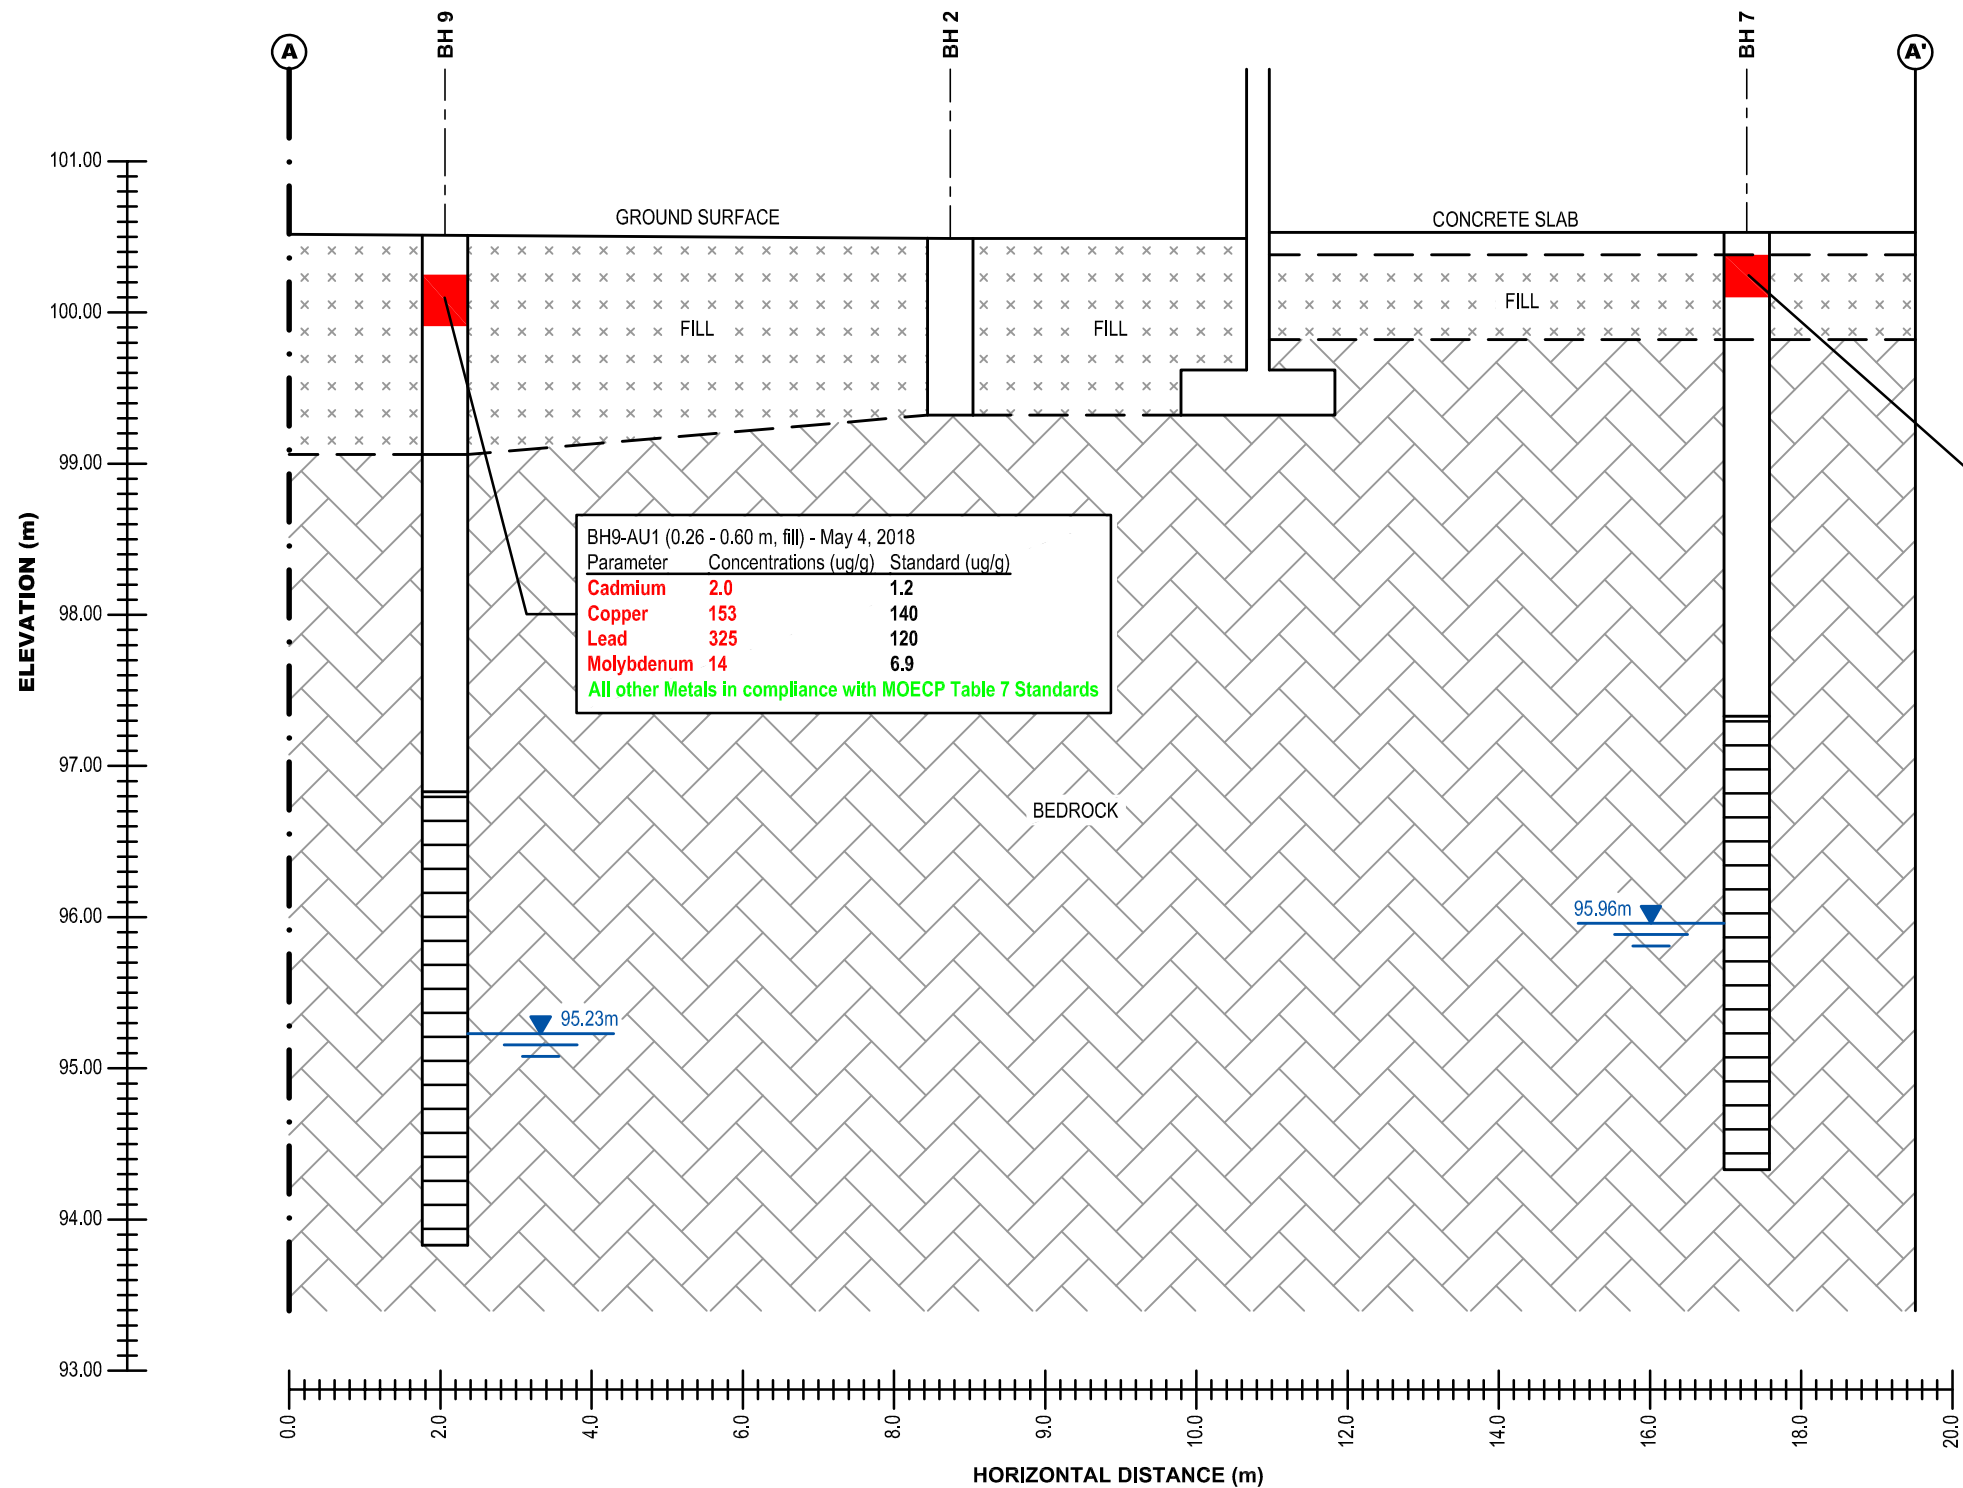 BH 9
BH 2
BH 7
A
A'
101.00
100.00
99.00
98.00
97.00
96.00
95.00
94.00
93.00
ELEVATION (m)
GROUND SURFACE
CONCRETE SLAB
FILL
FILL
FILL
BH9-AU1 (0.26 - 0.60 m, fill) - May 4, 2018
Parameter Concentrations (ug/g) Standard (ug/g)
Cadmium 2.0 1.2
Copper 153 140
Lead 325 120
Molybdenum 14 6.9
All other Metals in compliance with MOECP Table 7 Standards
BEDROCK
95.96m
95.23m
0.0
2.0
4.0
6.0
8.0
9.0
10.0
12.0
14.0
16.0
18.0
20.0
HORIZONTAL DISTANCE (m)